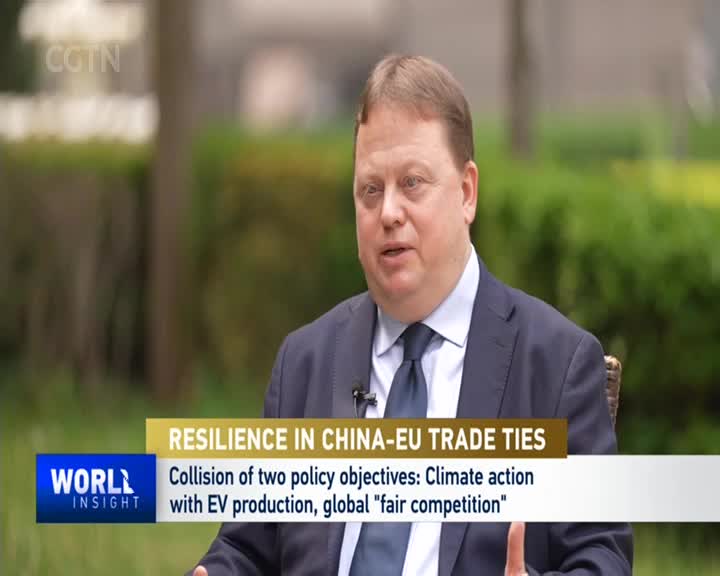 CGTN
RESILIENCE IN CHINA-EU TRADE TIES
WORLD
INSIGHT
Collision of two policy objectives: Climate action
with EV production, global "fair competition"